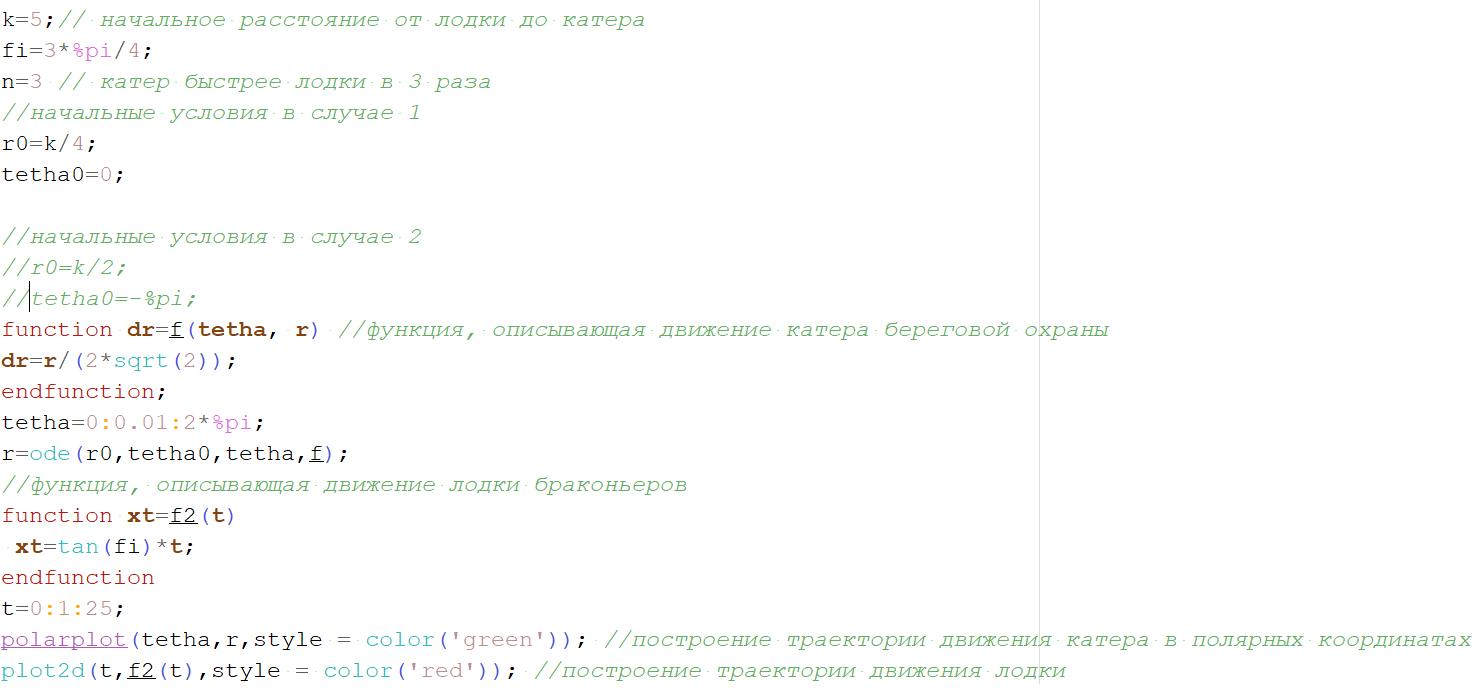 k=5;// начальное расстояние от лодки до катера
fi=3*%pi/4;
n=3 // катер быстрее лодки в 3 раза
//начальные условия в случае 1
r0=k/4;
tetha0=0;
//начальные условия в случае 2
//r0=k/2;
//tetha0=-%pi;
function dr=f(tetha, r) //функция, описывающая движение катера береговой охраны
dr=r/(2*sqrt(2));
endfunction;
tetha=0:0.01:2*%pi;
r=ode(r0,tetha0,tetha,f);
//функция, описывающая движение лодки браконьеров
function xt=f2(t)
xt=tan(fi)*t;
endfunction
t=0:1:25;
polarplot(tetha,r,style = color('green')); //построение траектории движения катера в полярных координатах
plot2d(t,f2(t),style = color('red')); //построение траектории движения лодки